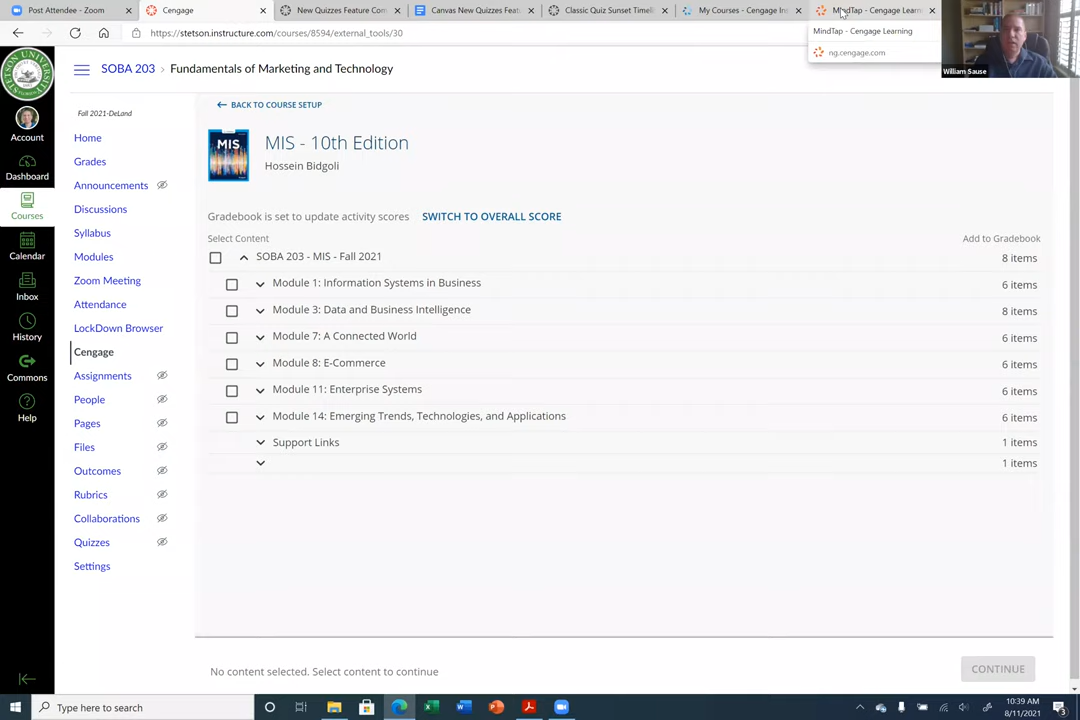 Post Attendee - Zoom
Cengage
New Quizzes Feature Com
Canvas New Quizzes Featu
Classic Quiz Sunset Timeli
My Courses - Cengage Ins
MindTap - Cengage Learn
https://stetson.instructure.com/courses/8594/external_tools/30
MindTap - Cengage Learning
ng.cengage.com
William Sause
STETSON UNIVERSITY
SOBA 203
Fundamentals of Marketing and Technology
Account
Dashboard
Courses
Calendar
Inbox
History
Commons
Help
Fall 2021-DeLand
Home
Grades
Announcements
Discussions
Syllabus
Modules
Zoom Meeting
Attendance
LockDown Browser
Cengage
Assignments
People
Pages
Files
Outcomes
Rubrics
Collaborations
Quizzes
Settings
BACK TO COURSE SETUP
MIS
MIS - 10th Edition
Hossein Bidgoli
Gradebook is set to update activity scores SWITCH TO OVERALL SCORE
Select Content Add to Gradebook
SOBA 203 - MIS - Fall 2021 8 items
Module 1: Information Systems in Business 6 items
Module 3: Data and Business Intelligence 8 items
Module 7: A Connected World 6 items
Module 8: E-Commerce 6 items
Module 11: Enterprise Systems 6 items
Module 14: Emerging Trends, Technologies, and Applications 6 items
Support Links 1 items
1 items
No content selected. Select content to continue
CONTINUE
Type here to search
10:39 AM
8/11/2021
3